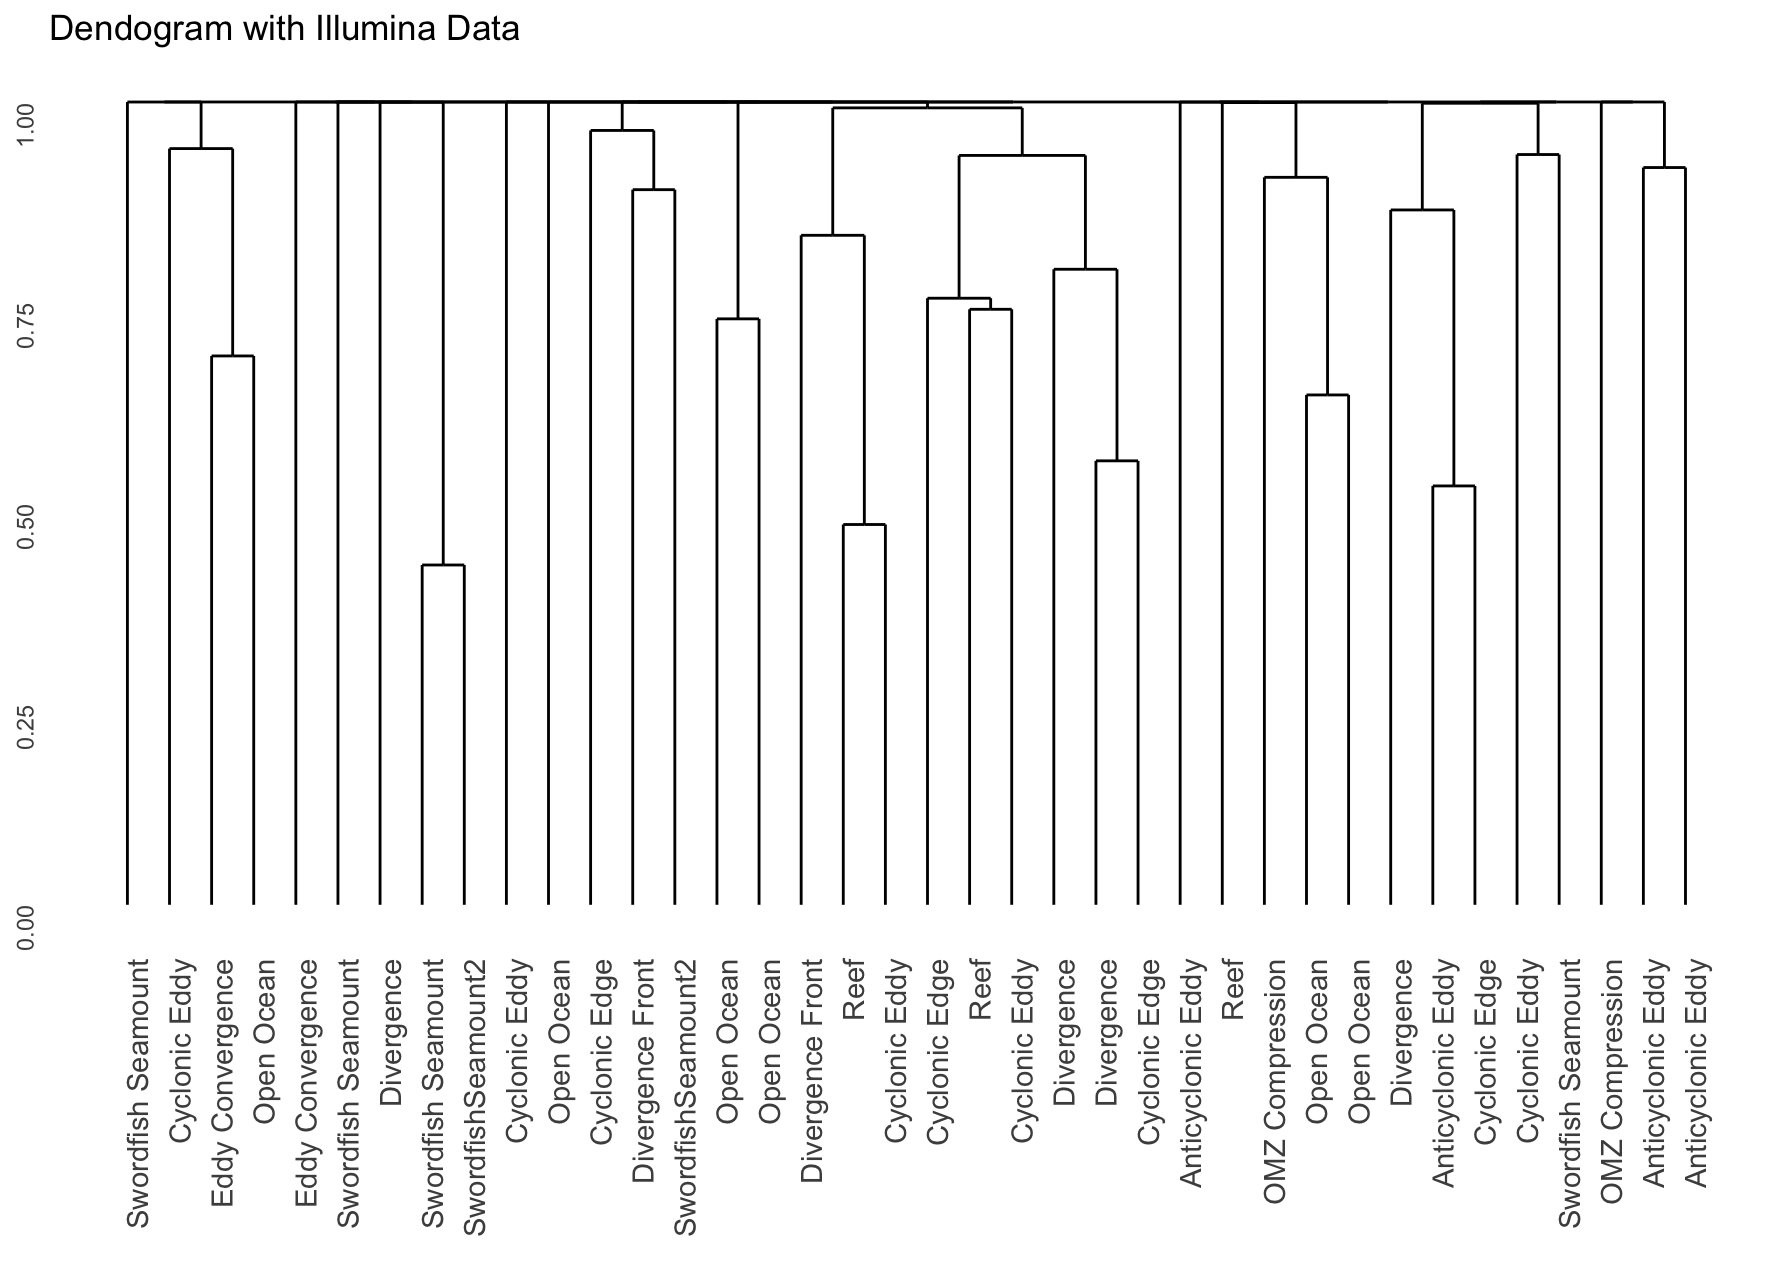 Dendogram with Illumina Data
1.00
0.75
0.50
0.25
0.00
Swordfish Seamount
Cyclonic Eddy
Eddy Convergence
Open Ocean
Eddy Convergence
Swordfish Seamount
Divergence
Swordfish Seamount
SwordfishSeamount2
Cyclonic Eddy
Open Ocean
Cyclonic Edge
Divergence Front
SwordfishSeamount2
Open Ocean
Open Ocean
Divergence Front
Reef
Cyclonic Eddy
Cyclonic Edge
Reef
Cyclonic Eddy
Divergence
Divergence
Cyclonic Edge
Anticyclonic Eddy
Reef
OMZ Compression
Open Ocean
Open Ocean
Divergence
Anticyclonic Eddy
Cyclonic Edge
Cyclonic Eddy
Swordfish Seamount
OMZ Compression
Anticyclonic Eddy
Anticyclonic Eddy